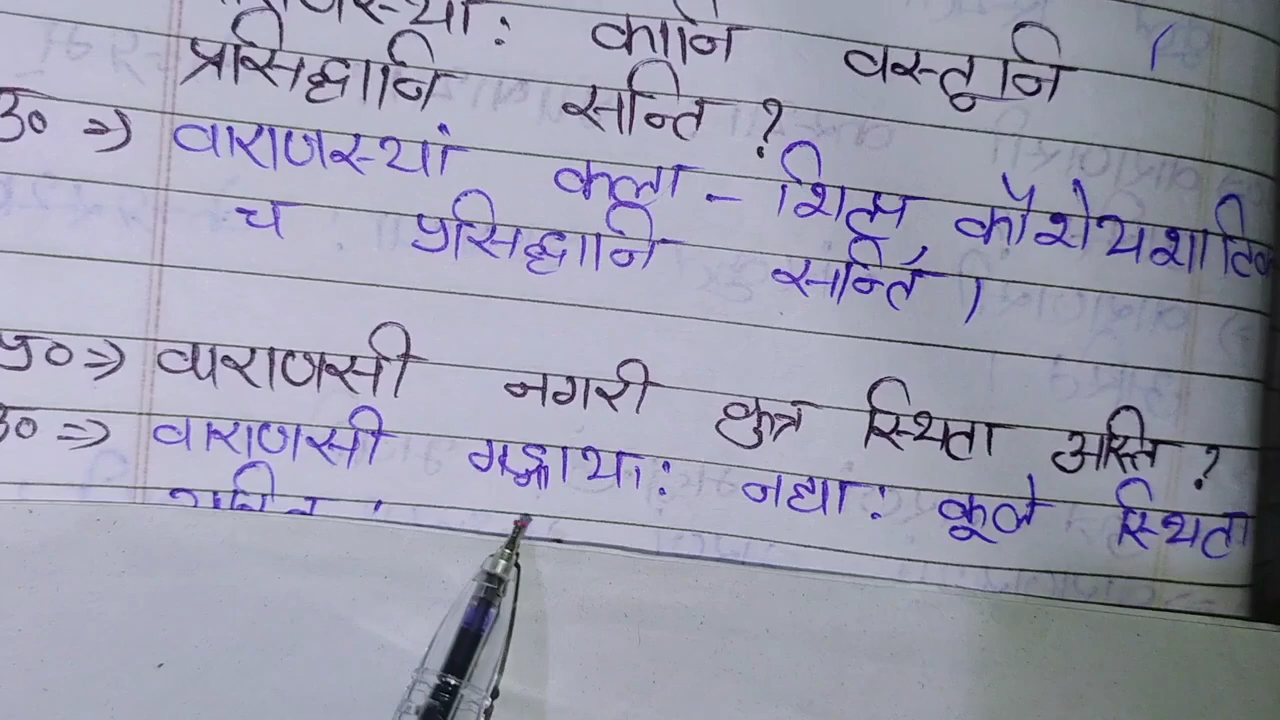 कानि वस्तूनि
प्रसिद्धानि सन्ति ?
उ० ⇒ वाराणस्यां कला - शिल्प, कौशेयशाटिक
च प्रसिद्धानि सन्ति ।
प्र० ⇒ वाराणसी नगरी कुत्र स्थिता अस्ति ?
उ० ⇒ वाराणसी गङ्गायाः नद्याः कूले स्थिता